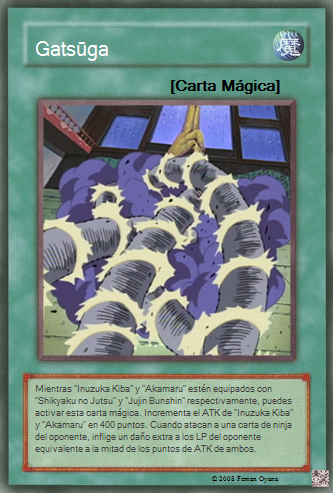 Gatsūga
魔
[Carta Mágica]
Mientras "Inuzuka Kiba" y "Akamaru" estén equipados con
"Shikyaku no Jutsu" y "Jujin Bunshin" respectivamente, puedes
activar esta carta mágica. Incrementa el ATK de "Inuzuka Kiba"
y "Akamaru" en 400 puntos. Cuando atacan a una carta de ninja
del oponente, inflige un daño extra a los LP del oponente
equivalente a la mitad de los puntos de ATK de ambos.